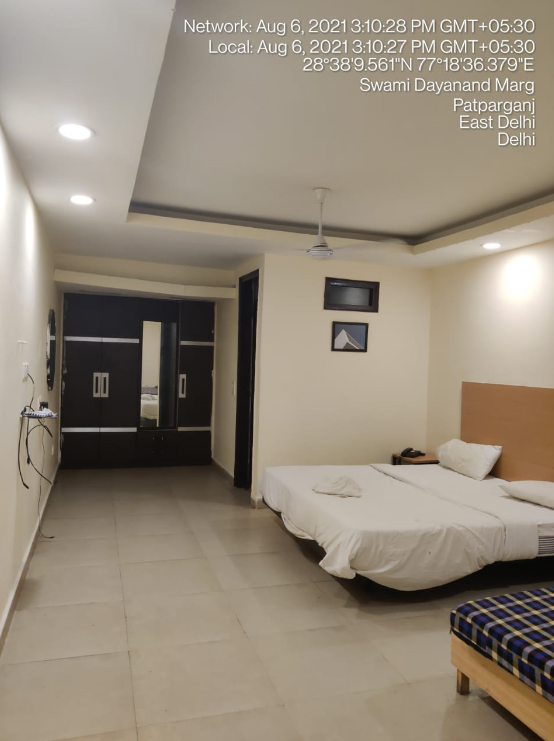 Network: Aug 6, 2021 3:10:28 PM GMT+05:30
Local: Aug 6, 2021 3:10:27 PM GMT+05:30
28°38'9.561"N 77°18'36.379"E
Swami Dayanand Marg
Patparganj
East Delhi
Delhi